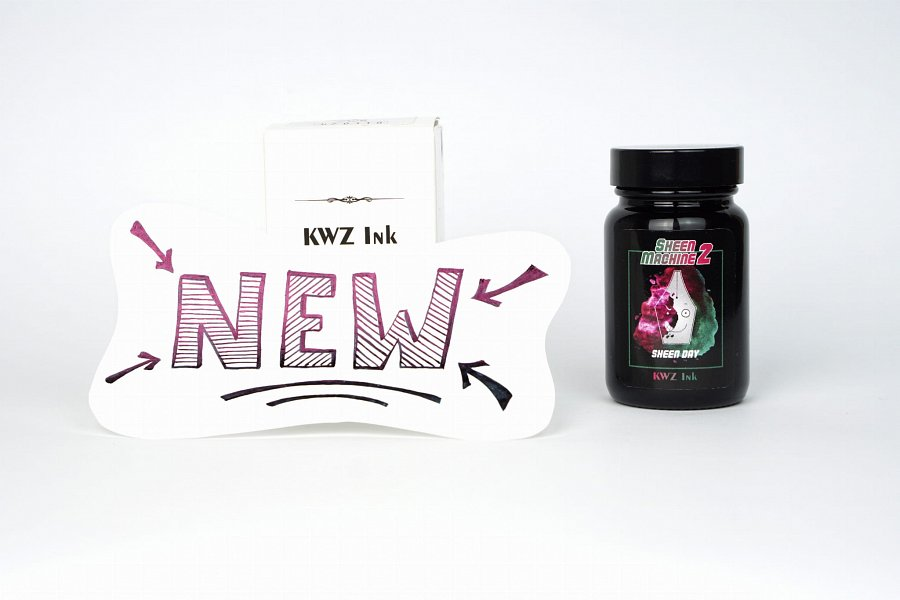 KWZ Ink
NEW
SHEEN
MACHINE 2
SHEEN DAY
KWZ Ink